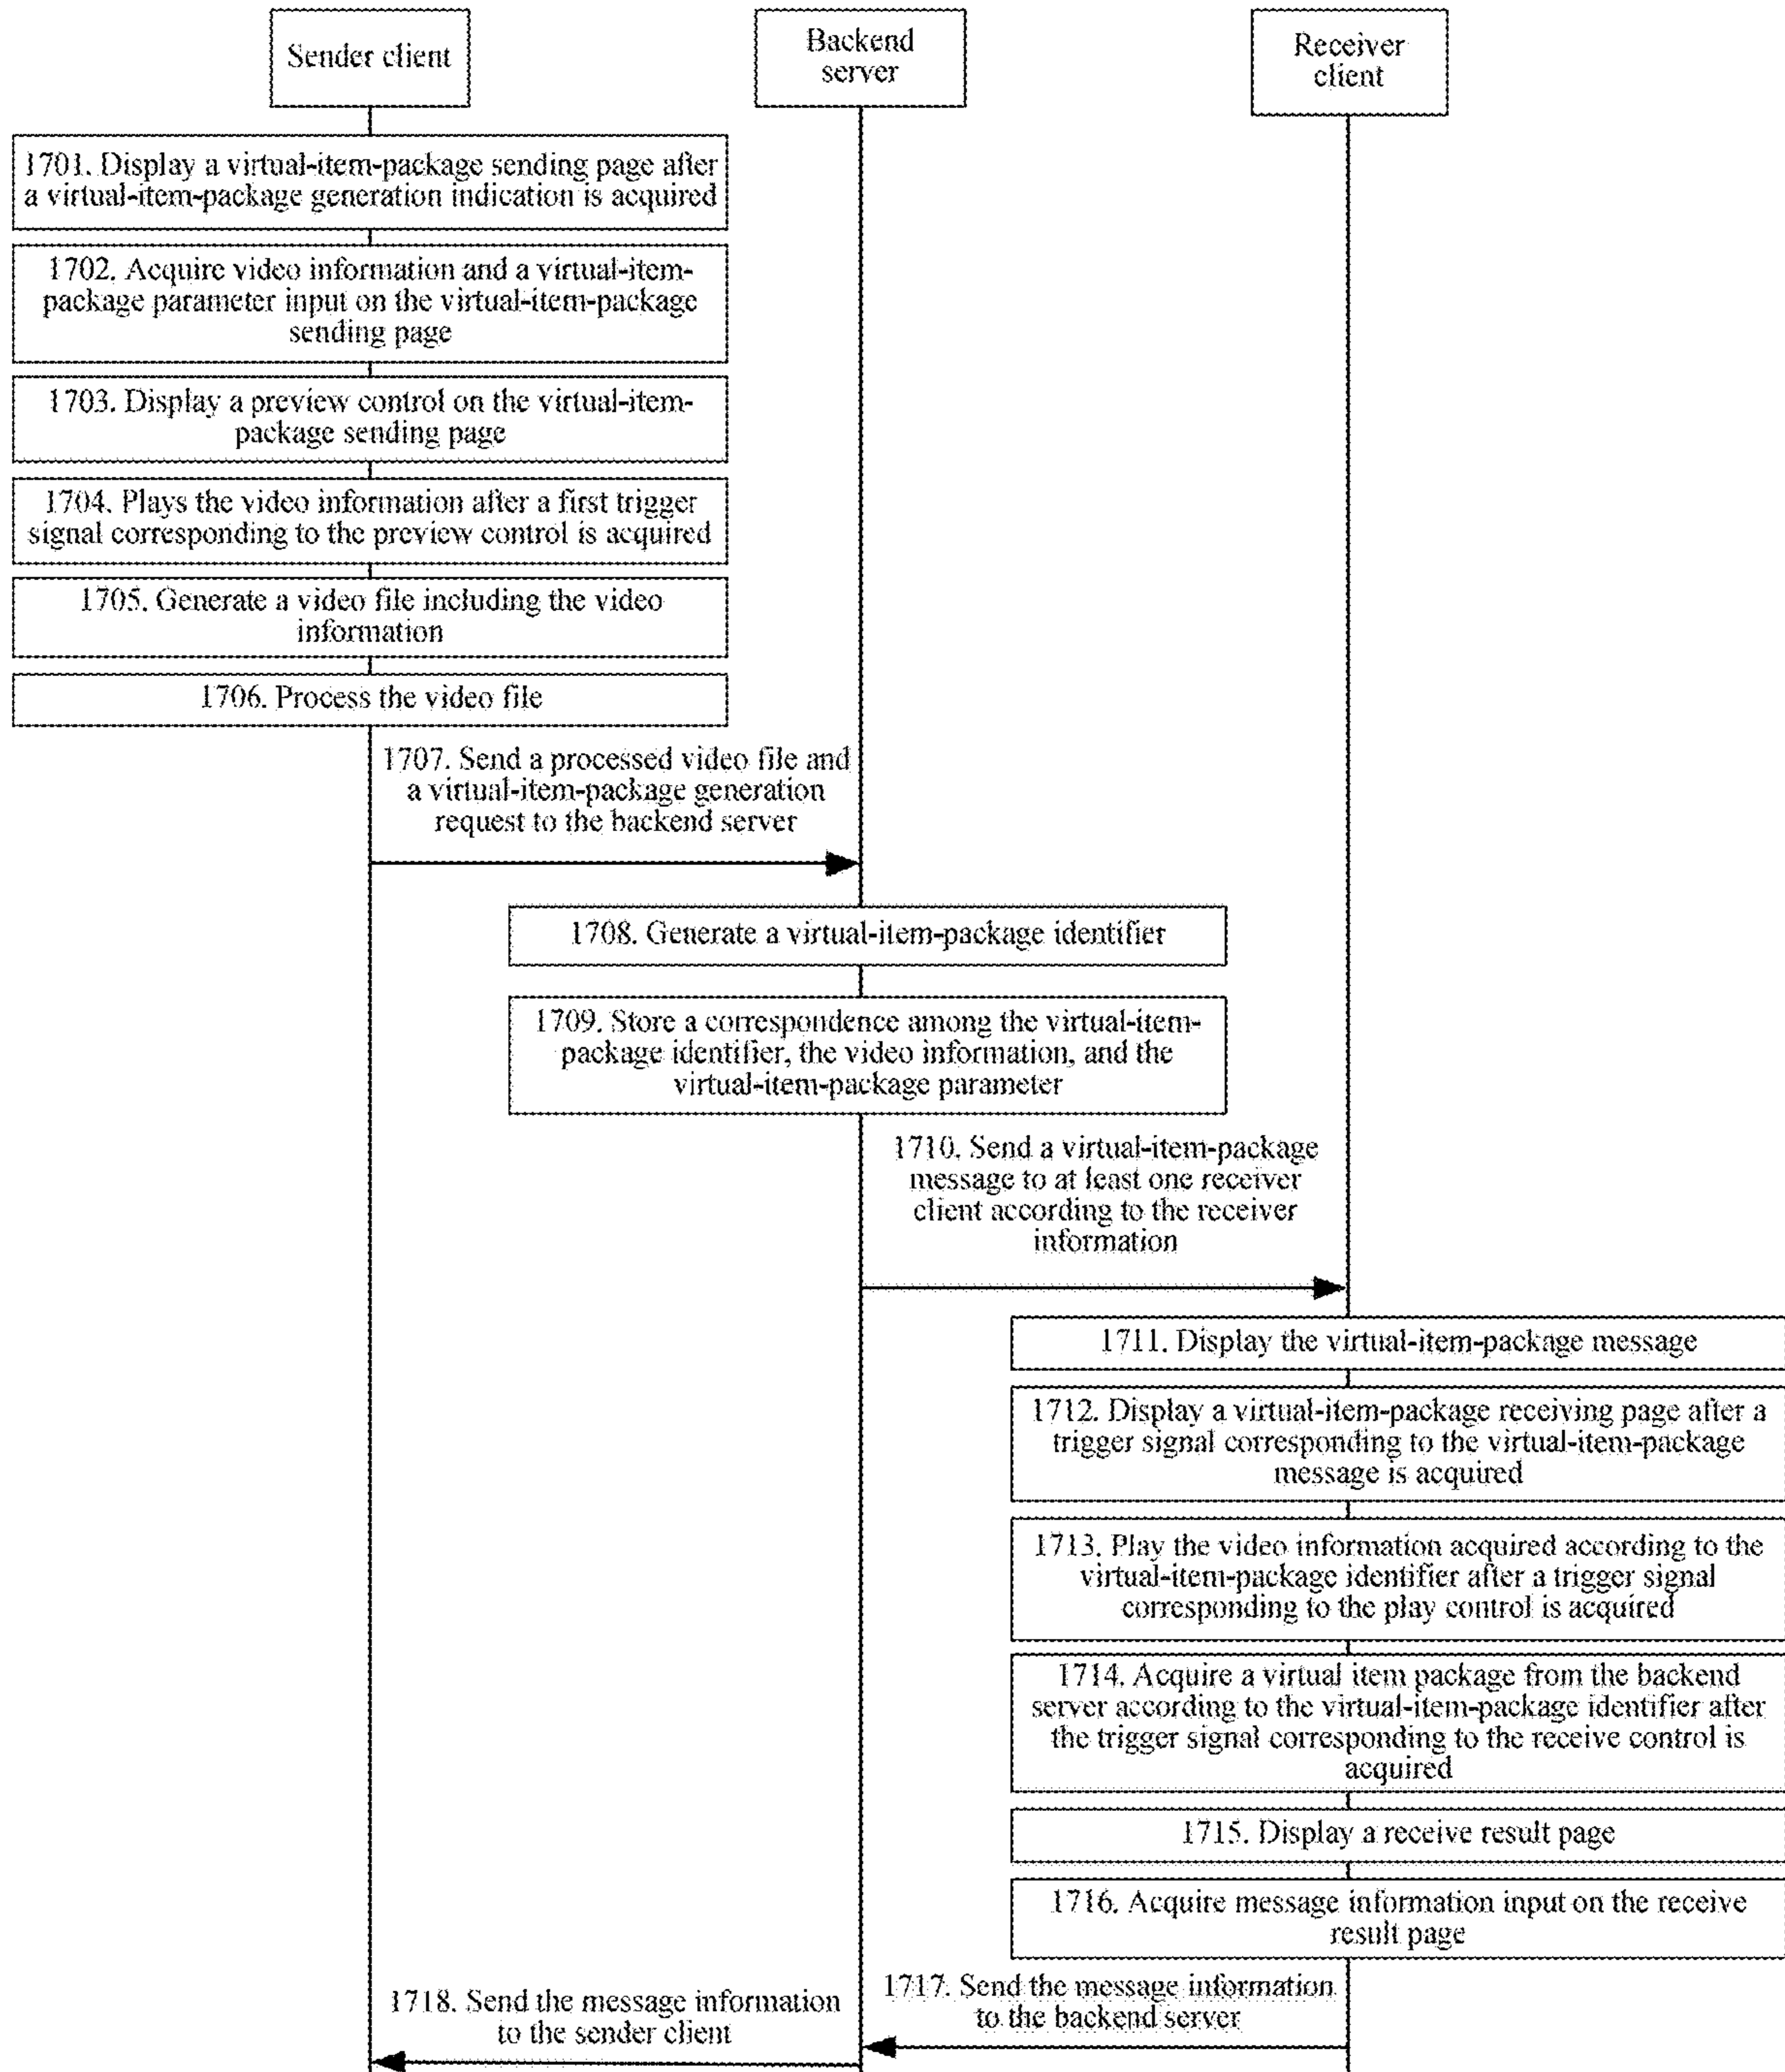 Sender client
Backend
server
Receiver
client
1701. Display a virtual-item-package sending page after
a virtual-item-package generation indication is acquired
1702. Acquire video information and a virtual-item-
package parameter input on the virtual-item-package
sending page
1703. Display a preview control on the virtual-item-
package sending page
1704. Plays the video information after a first trigger
signal corresponding to the preview control is acquired
1705. Generate a video file including the video
information
1706. Process the video file
1707. Send a processed video file and
a virtual-item-package generation
request to the backend server
1708. Generate a virtual-item-package identifier
1709. Store a correspondence among the virtual-item-
package identifier, the video information, and the
virtual-item-package parameter
1710. Send a virtual-item-package
message to at least one receiver
client according to the receiver
information
1711. Display the virtual-item-package message
1712. Display a virtual-item-package receiving page after a
trigger signal corresponding to the virtual-item-package
message is acquired
1713. Play the video information acquired according to the
virtual-item-package identifier after a trigger signal
corresponding to the play control is acquired
1714. Acquire a virtual item package from the backend
server according to the virtual-item-package identifier after
the trigger signal corresponding to the receive control is
acquired
1715. Display a receive result page
1716. Acquire message information input on the receive
result page
1717. Send the message information
to the backend server
1718. Send the message information
to the sender client